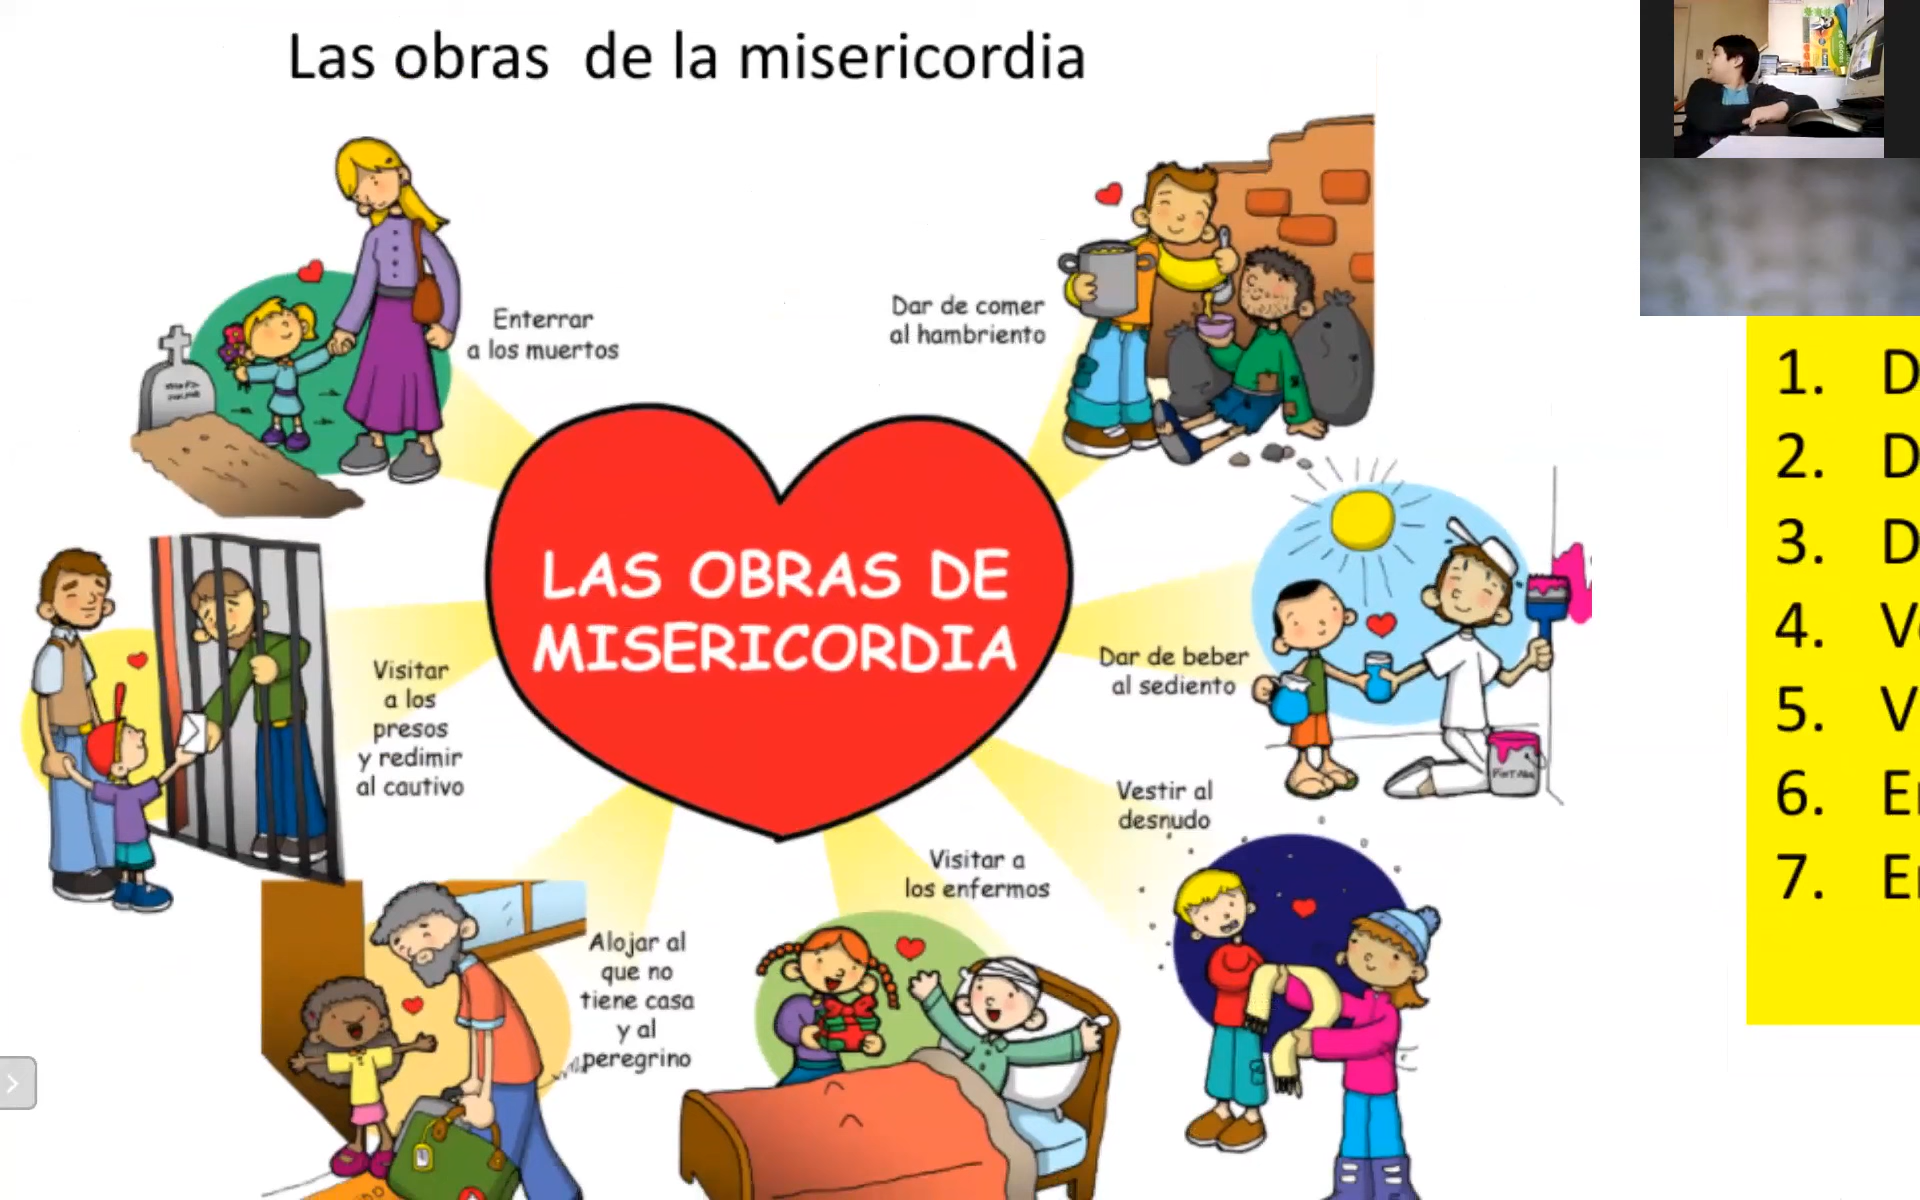 Las obras de la misericordia
Enterrar
a los muertos
Dar de comer
al hambriento
LAS OBRAS DE
MISERICORDIA
Visitar
a los
presos
y redimir
al cautivo
Dar de beber
al sediento
Vestir al
desnudo
Visitar a
los enfermos
Alojar al
que no
tiene casa
y al
peregrino
1. D
2. D
3. D
4. V
5. V
6. E
7. E